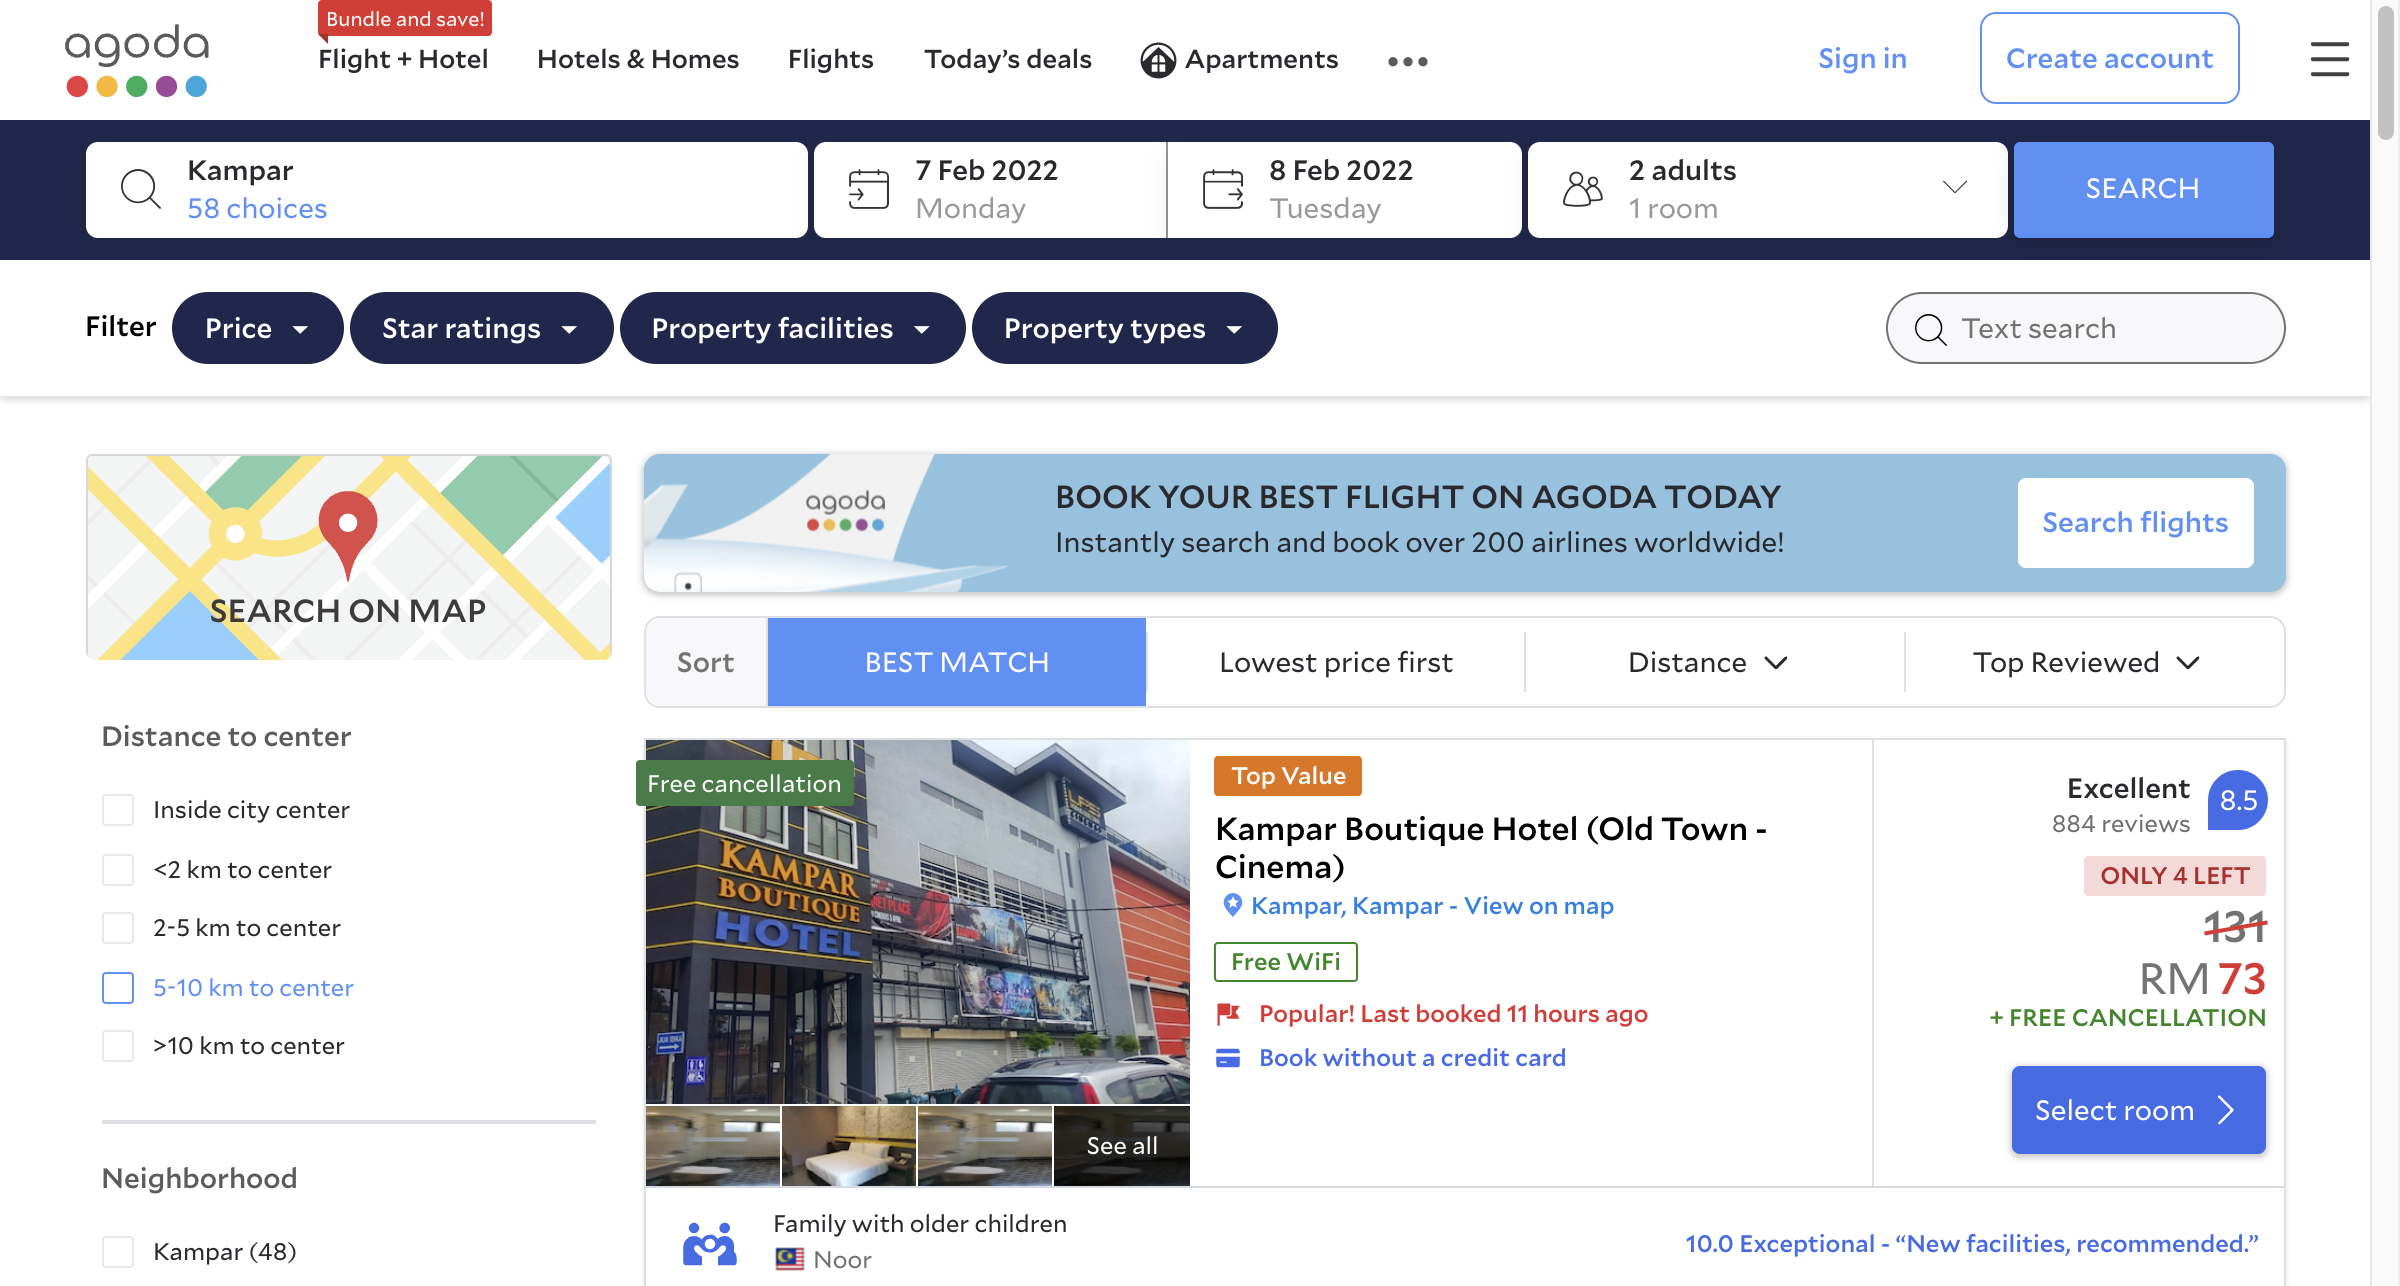 agoda
Bundle and save!
Flight + Hotel
Hotels & Homes
Flights
Today's deals
Apartments
Sign in
Create account
Kampar
58 choices
7 Feb 2022
Monday
8 Feb 2022
Tuesday
2 adults
1 room
SEARCH
Filter
Price
Star ratings
Property facilities
Property types
Text search
SEARCH ON MAP
agoda
BOOK YOUR BEST FLIGHT ON AGODA TODAY
Instantly search and book over 200 airlines worldwide!
Search flights
Sort
BEST MATCH
Lowest price first
Distance
Top Reviewed
Distance to center
Inside city center
<2 km to center
2-5 km to center
5-10 km to center
>10 km to center
Neighborhood
Kampar (48)
Free cancellation
KAMPAR
BOUTIQUE
HOTEL
LFS
See all
Top Value
Kampar Boutique Hotel (Old Town -
Cinema)
Kampar, Kampar - View on map
Free WiFi
Popular! Last booked 11 hours ago
Book without a credit card
Excellent
884 reviews
8.5
ONLY 4 LEFT
131
RM 73
+ FREE CANCELLATION
Select room
Family with older children
Noor
10.0 Exceptional - “New facilities, recommended.”